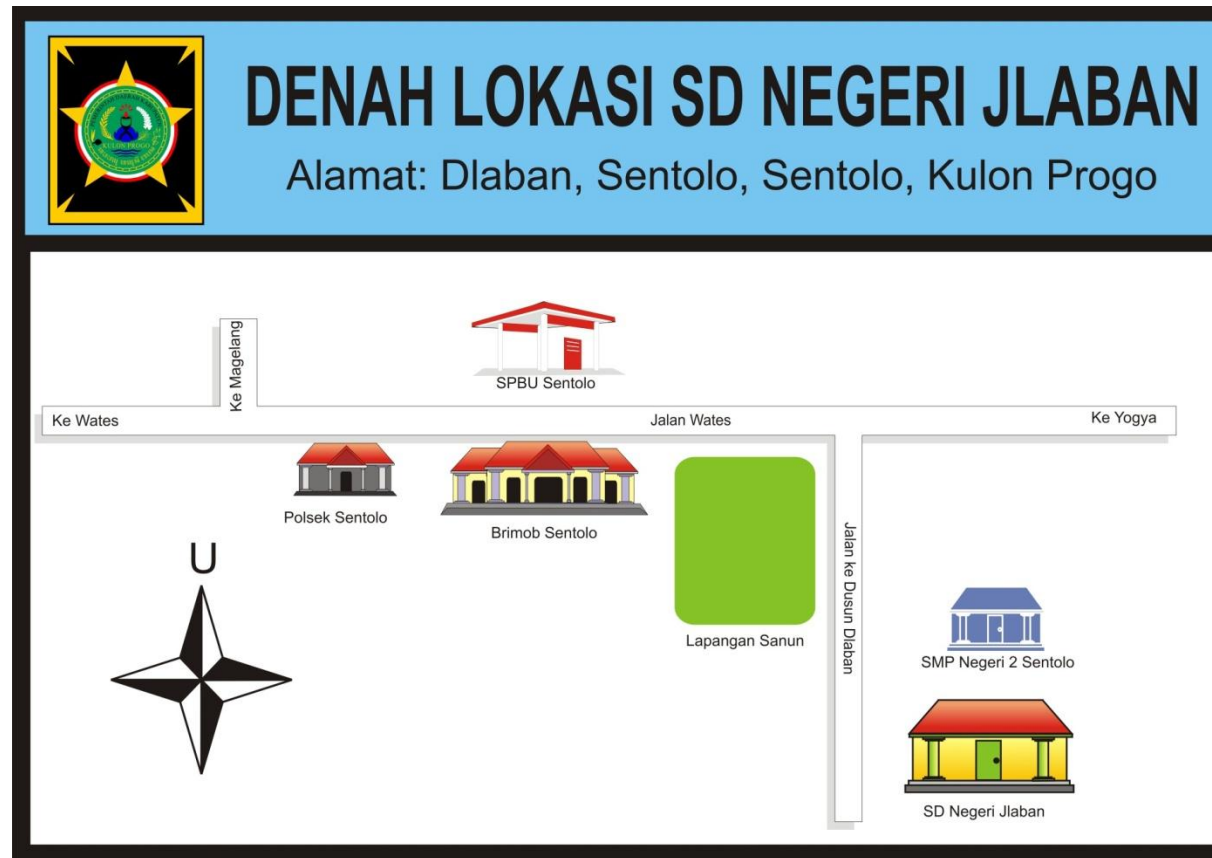 DENAH LOKASI SD NEGERI JLABAN
Alamat: Dlaban, Sentolo, Sentolo, Kulon Progo
KULON PROGO
Ke Magelang
SPBU Sentolo
Ke Wates
Jalan Wates
Ke Yogya
Polsek Sentolo
Brimob Sentolo
Jalan ke Dusun Dlaban
U
Lapangan Sanun
SMP Negeri 2 Sentolo
SD Negeri Jlaban